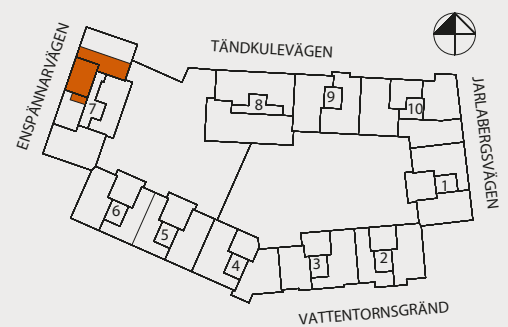 TÄNDKULEVÄGEN
ENSPÄNNARVÄGEN
JARLABERGSVÄGEN
7
8
9
10
1
6
5
4
3
2
VATTENTORNSGRÄND